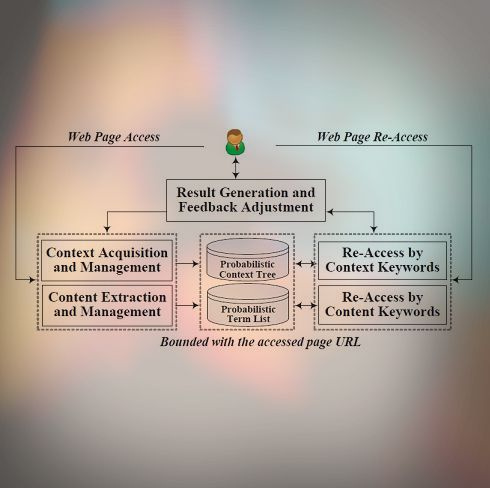 Web Page Access
Web Page Re-Access
Result Generation and
Feedback Adjustment
Context Acquisition
and Management
Probabilistic
Context Tree
Re-Access by
Context Keywords
Content Extraction
and Management
Probabilistic
Term List
Re-Access by
Content Keywords
Bounded with the accessed page URL